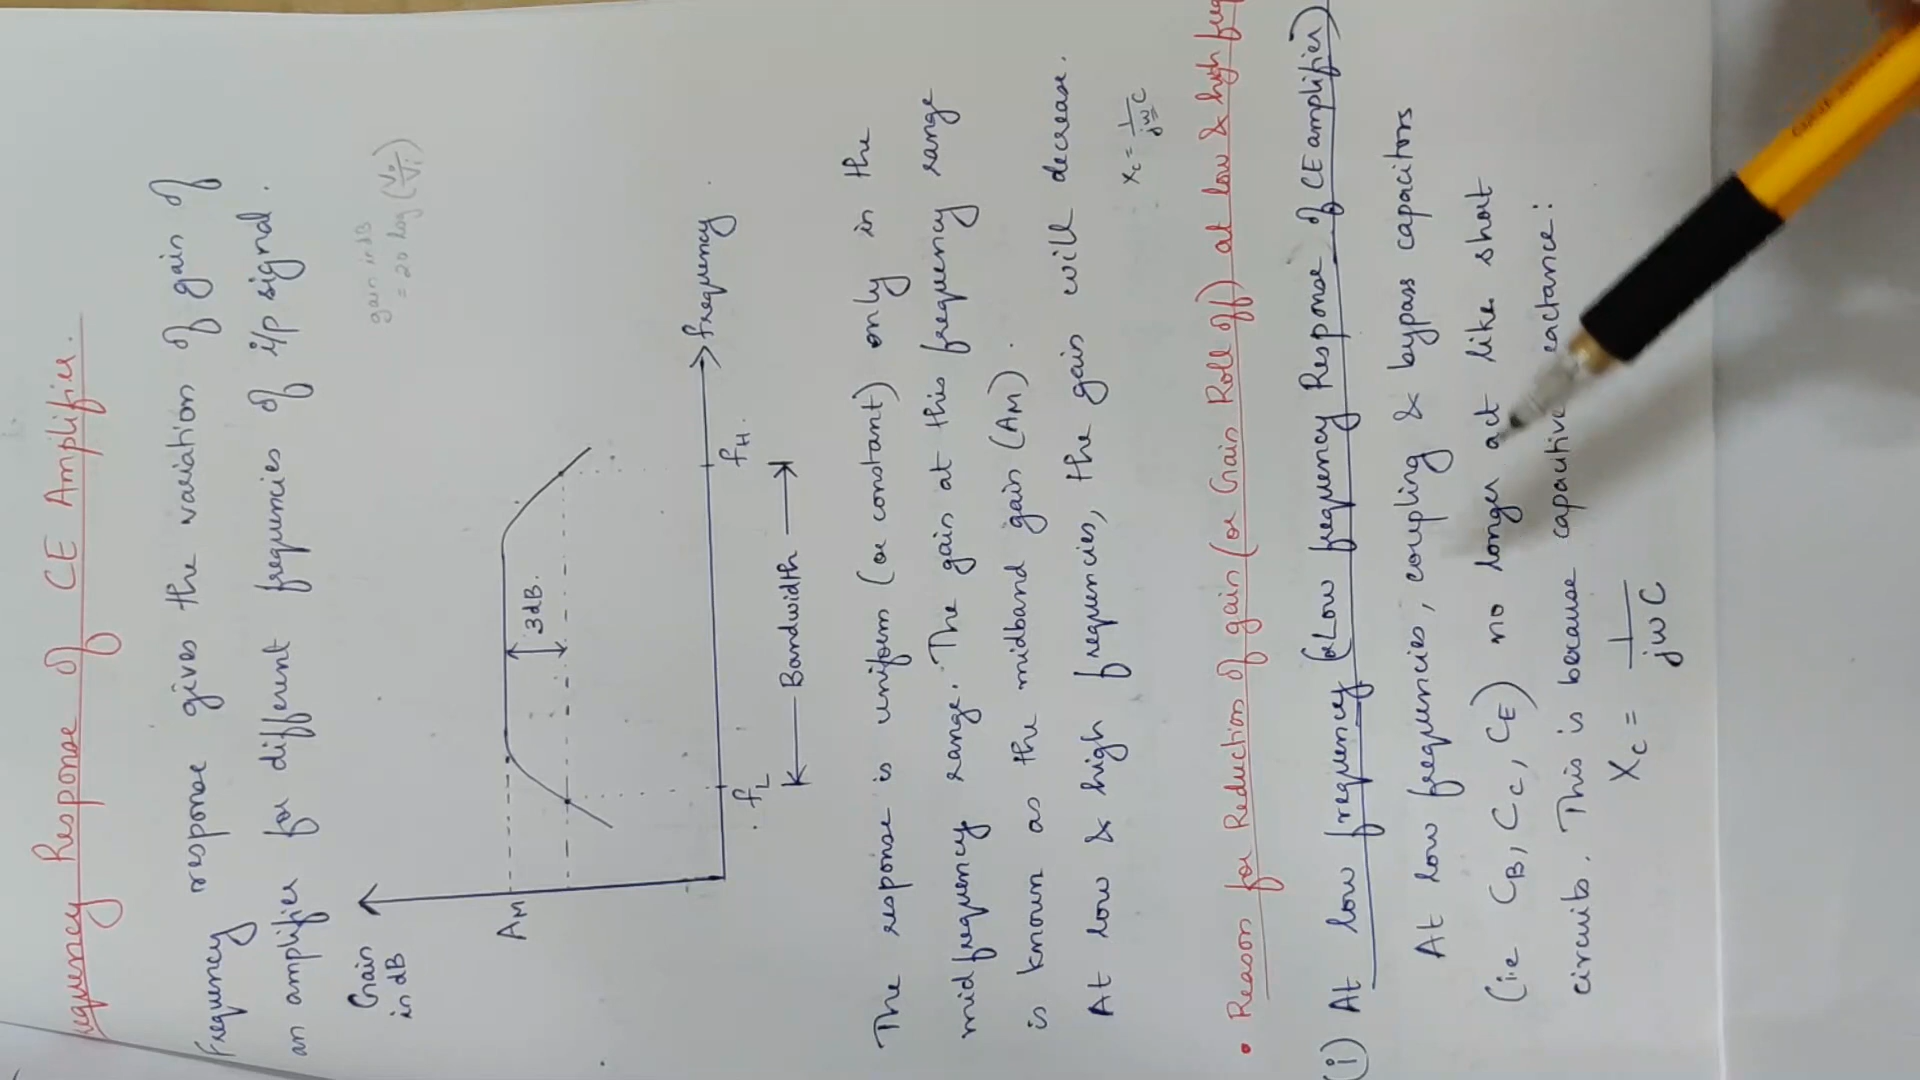 Frequency Response of CE Amplifier.
Frequency response gives the variation of gain of
an amplifier for different frequencies of i/p signal.
gain in dB
= 20 log (Vo/Vi)
Gain
in dB
AM
3dB.
fL
fH.
Frequency
Bandwidth
The response is uniform (or constant) only in the
midfrequency range. The gain at this frequency range
is known as the midband gain (AM).
At low & high frequencies, the gain will decrease.
Xc = 1/jωC
• Reason for Reduction of gain (or Gain Roll off) at low & high
(i) At low frequency (Low frequency Response of CE amplifier)
At low frequencies, coupling & bypass capacitors
(i.e CB, CC, CE) no longer act like short
circuits. This is because capacitive eactance:
Xc = 1/jωC